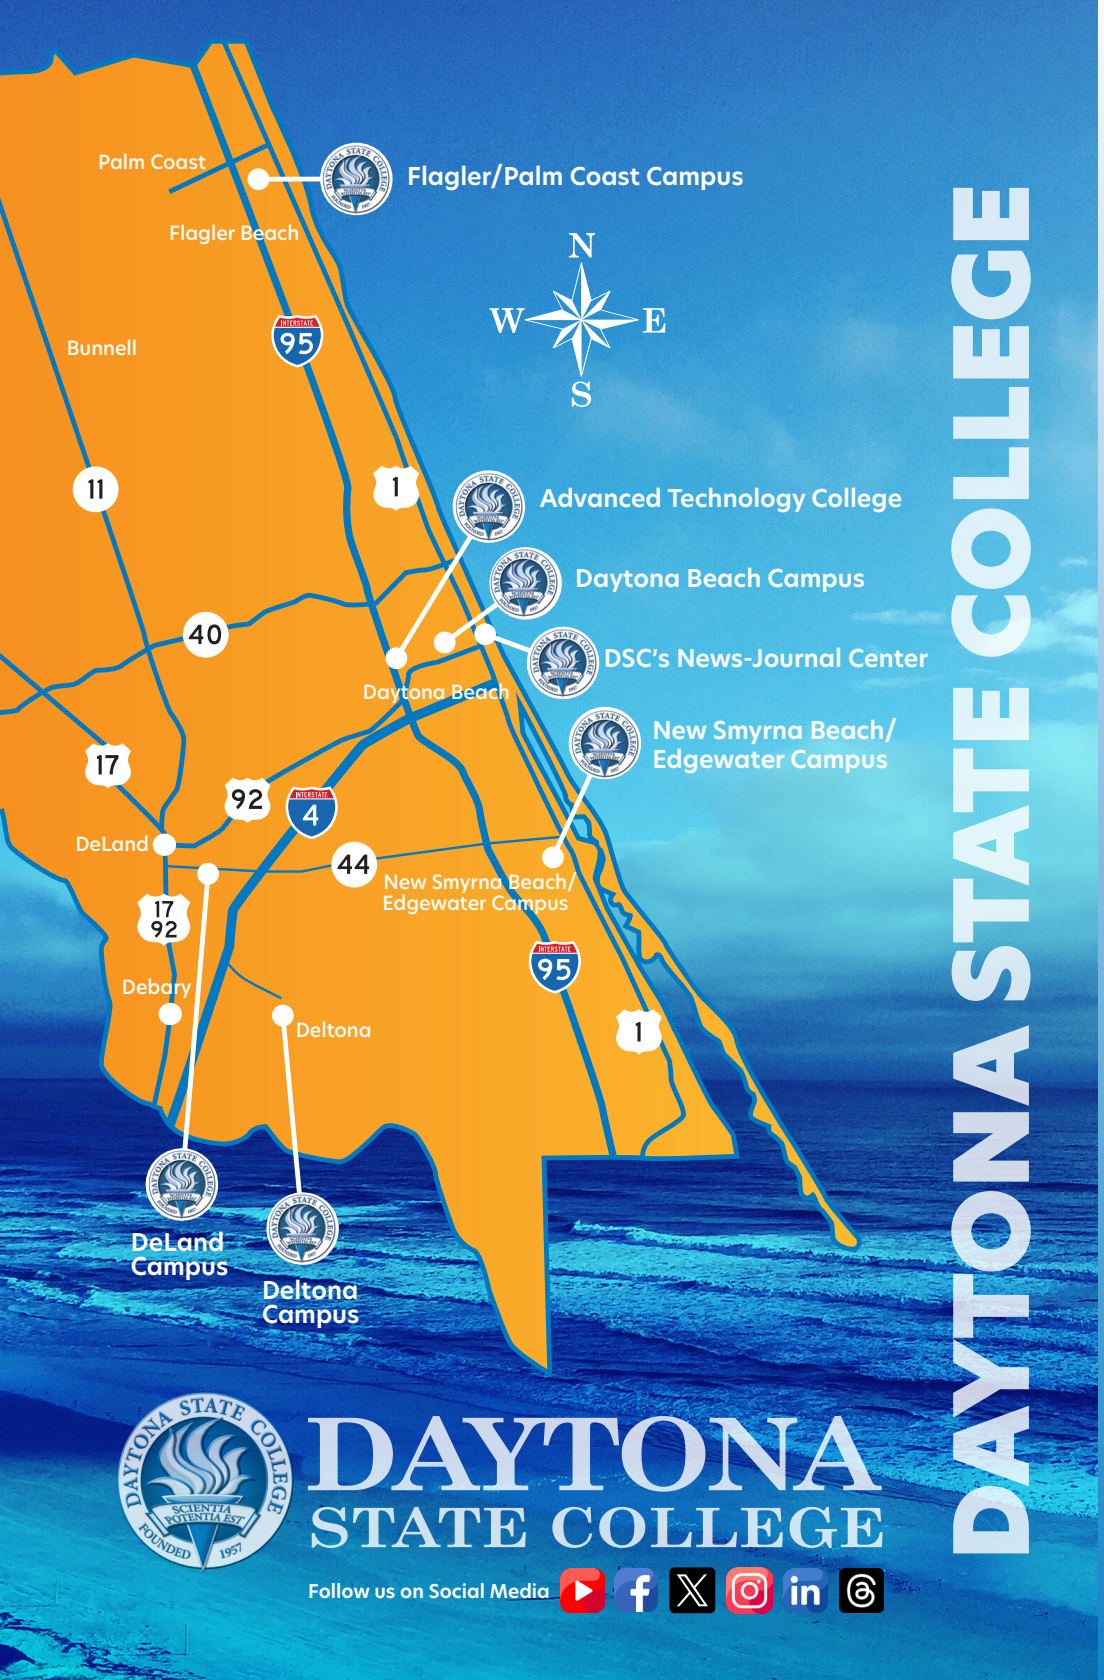 Palm Coast
Flagler/Palm Coast Campus
Flagler Beach
N
W
E
S
INTERSTATE
95
Bunnell
11
1
Advanced Technology College
Daytona Beach Campus
40
DSC's News-Journal Center
Daytona Beach
New Smyrna Beach/
Edgewater Campus
17
92
INTERSTATE
4
DeLand
44
New Smyrna Beach/
Edgewater Campus
17
92
INTERSTATE
95
Debary
Deltona
1
DeLand
Campus
Deltona
Campus
DAYTONA STATE COLLEGE
DAYTONA STATE COLLEGE
SCIENTIA
POTENTIA EST
FOUNDED 1957
DAYTONA
STATE COLLEGE
Follow us on Social Media